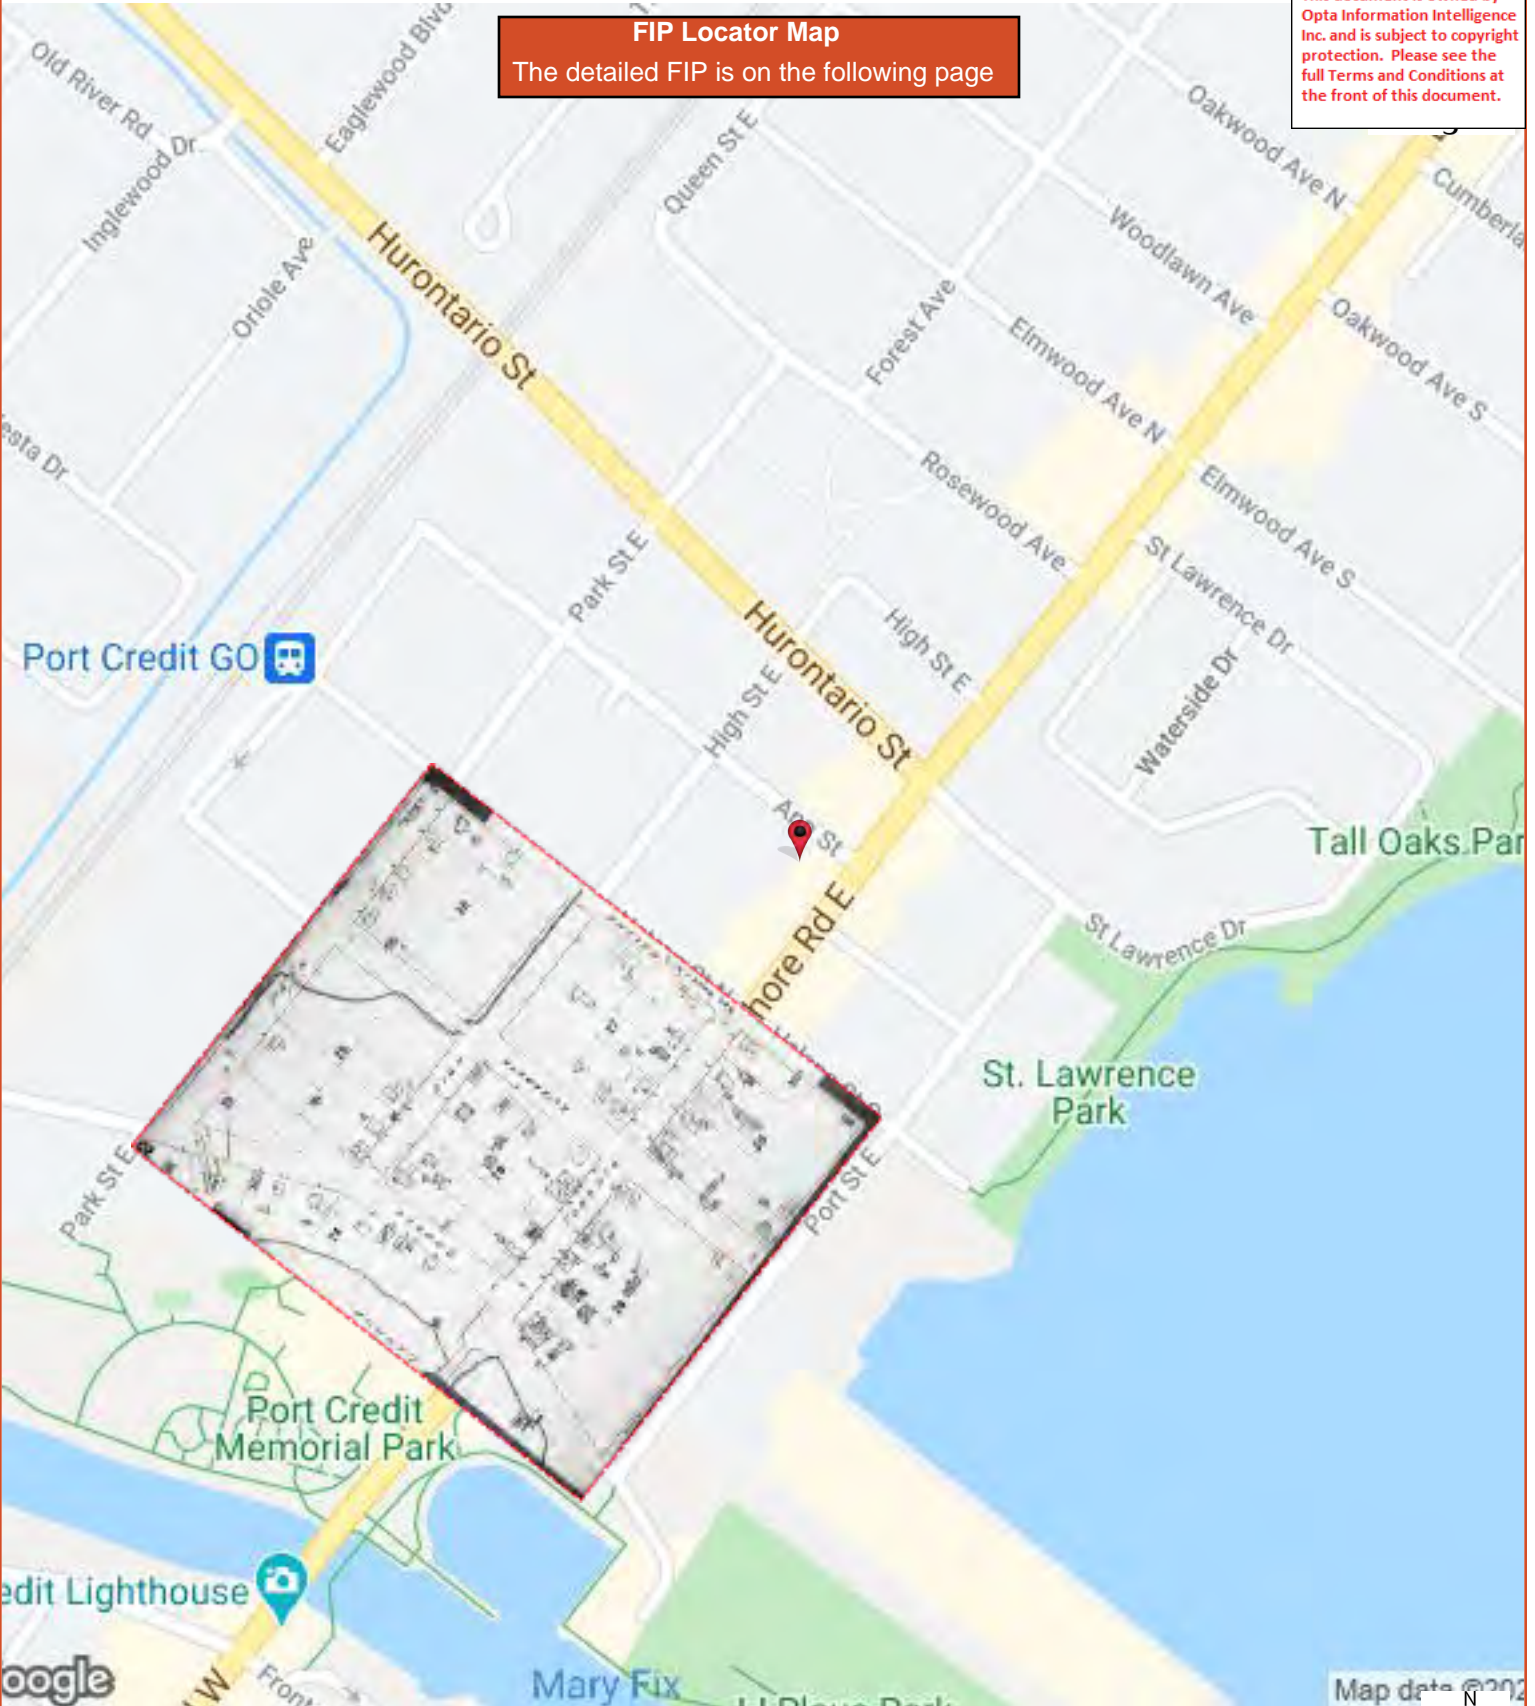 FIP Locator Map
The detailed FIP is on the following page
Opta Information Intelligence
Inc. and is subject to copyright
protection. Please see the
full Terms and Conditions at
the front of this document.
Old River Rd
Eaglewood Blvd
Inglewood Dr
Oriole Ave
Hurontario St
Queen St E
Forest Ave
Oakwood Ave N
Woodlawn Ave
Cumberla
Oakwood Ave S
Elmwood Ave N
Rosewood Ave
Elmwood Ave S
St Lawrence Dr
esta Dr
Park St E
High St E
Hurontario St
High St E
Waterside Dr
Port Credit GO
Ann St
Tall Oaks Par
hore Rd E
St Lawrence Dr
St. Lawrence
Park
Park St E
Port St E
Port Credit
Memorial Park
edit Lighthouse
Front
W
oogle
Mary Fix
Map data ©202
N